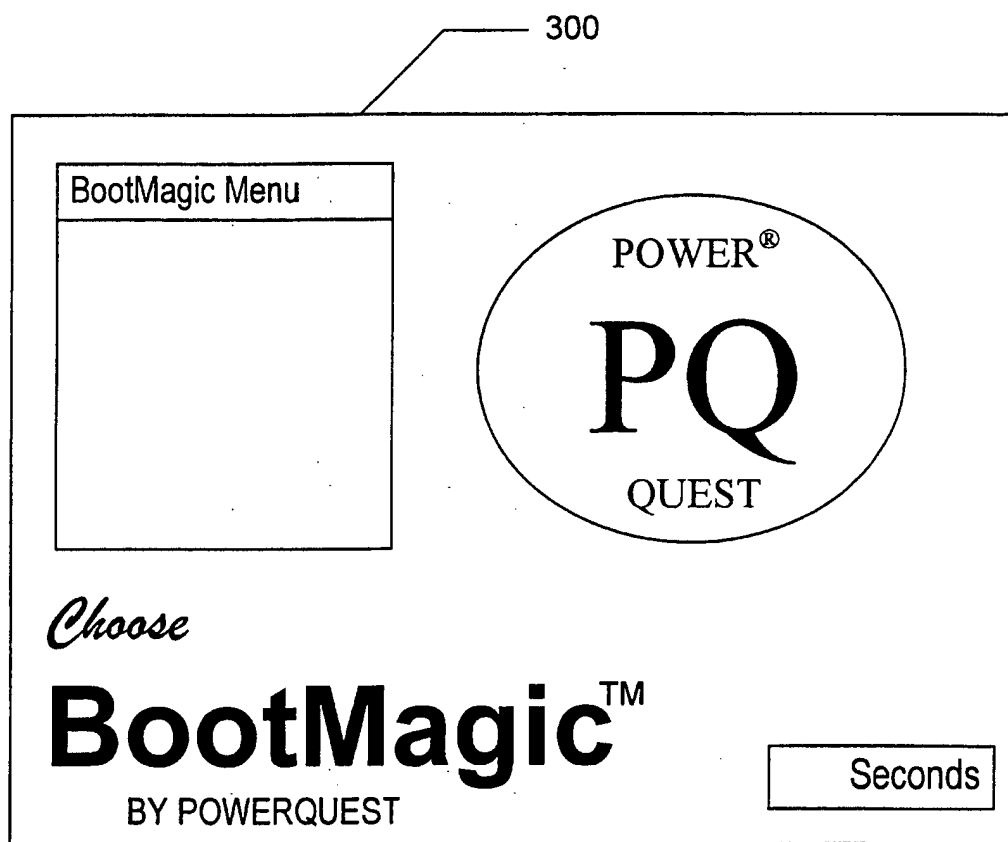 300
BootMagic Menu
POWER®
PQ
QUEST
Choose
BootMagic™
BY POWERQUEST
Seconds